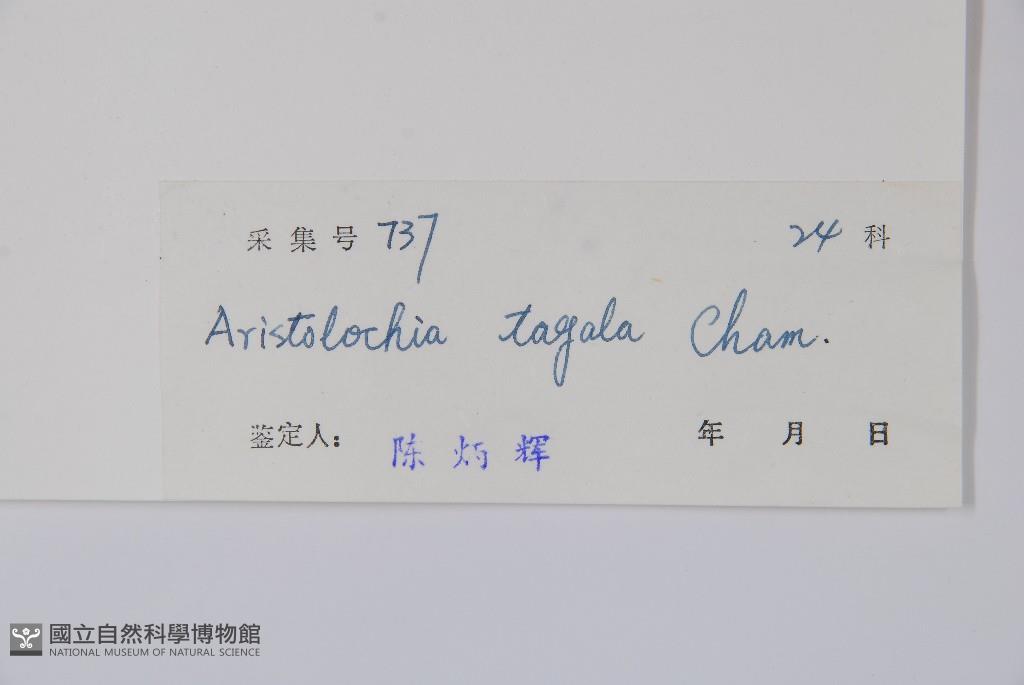 采集号 737 24 科
Aristolochia tagala Cham.
鉴定人: 陈炳辉 年 月 日
國立自然科學博物館
NATIONAL MUSEUM OF NATURAL SCIENCE